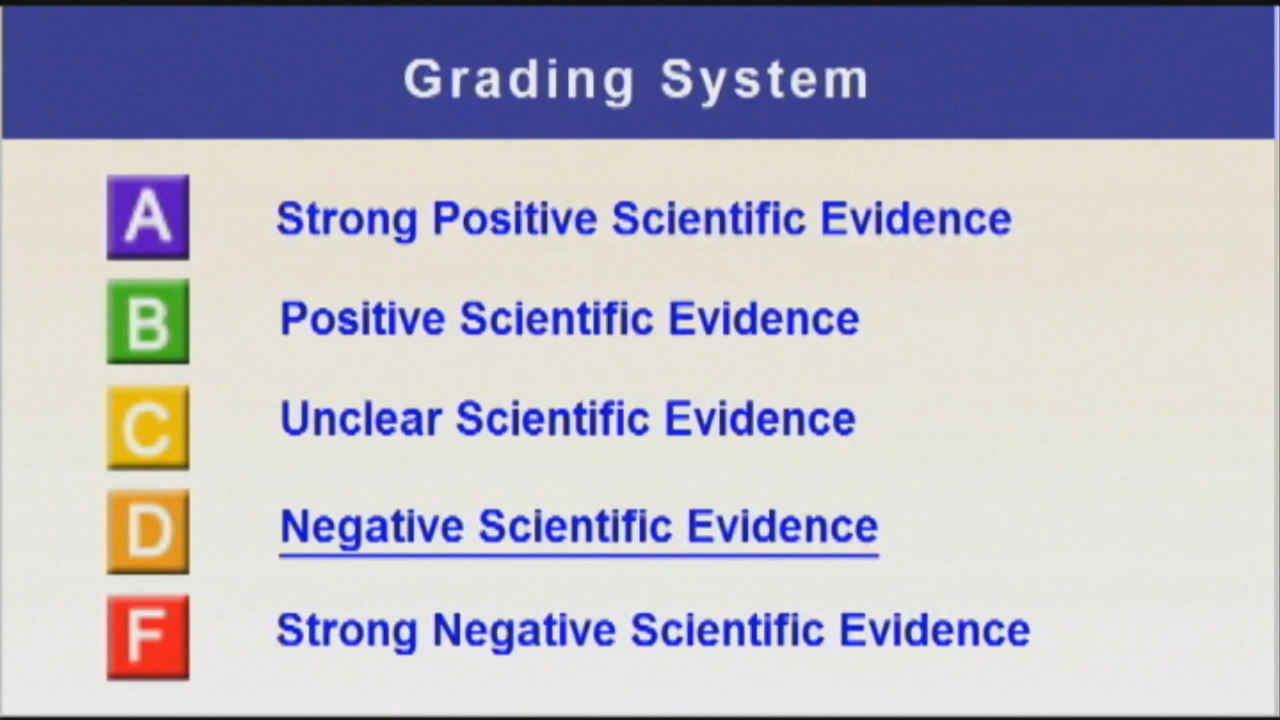 Grading System
A Strong Positive Scientific Evidence
B Positive Scientific Evidence
C Unclear Scientific Evidence
D Negative Scientific Evidence
F Strong Negative Scientific Evidence